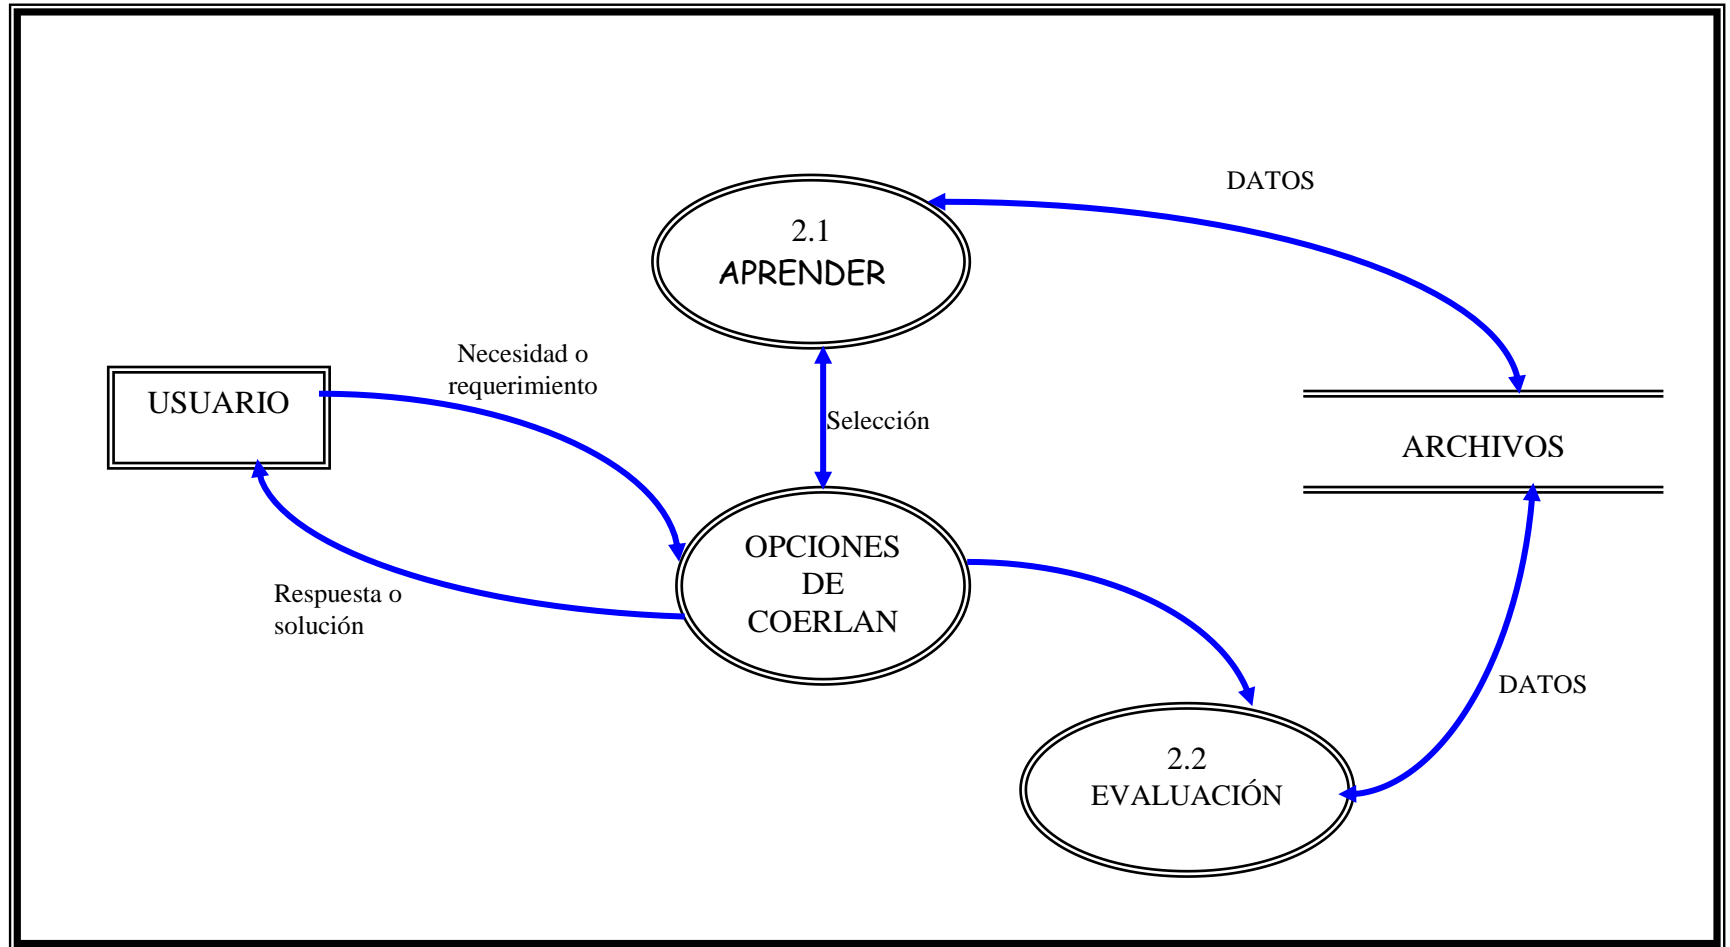 DATOS
2.1
APRENDER
Necesidad o
requerimiento
USUARIO
Selección
ARCHIVOS
OPCIONES
DE
COERLAN
Respuesta o
solución
DATOS
2.2
EVALUACIÓN